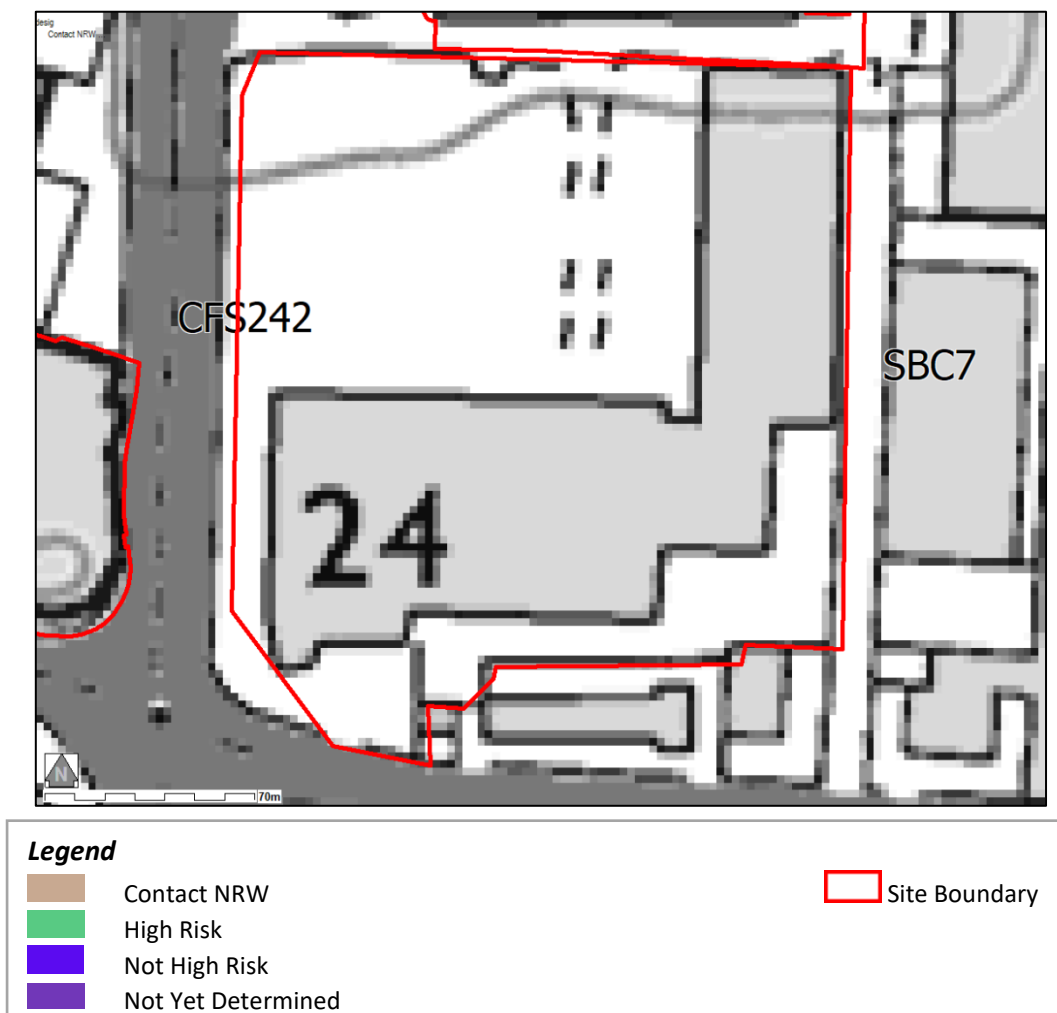 desig
Contact NRW
CFS242
SBC7
24
N
70m
Legend
Contact NRW
High Risk
Not High Risk
Not Yet Determined
Site Boundary